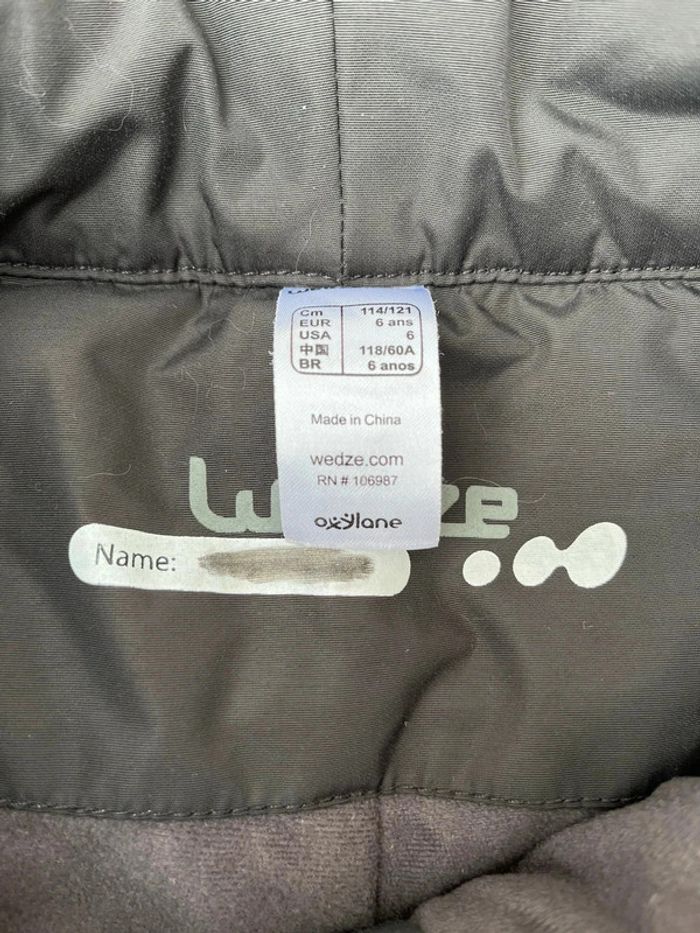 Cm 114/121
EUR 6 ans
USA 6
中国 118/60A
BR 6 anos
Made in China
wedze.com
RN # 106987
oxylane
W ze
Name: